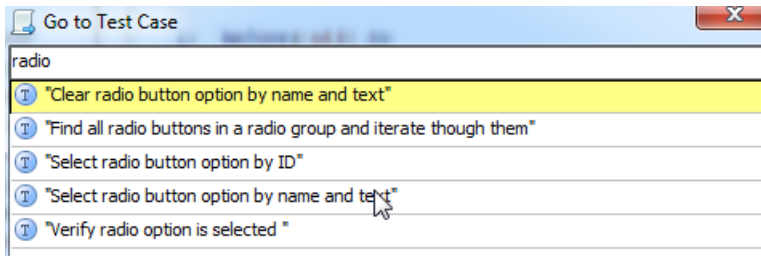 Go to Test Case
radio
T "Clear radio button option by name and text"
T "Find all radio buttons in a radio group and iterate though them"
T "Select radio button option by ID"
T "Select radio button option by name and text"
T "Verify radio option is selected "